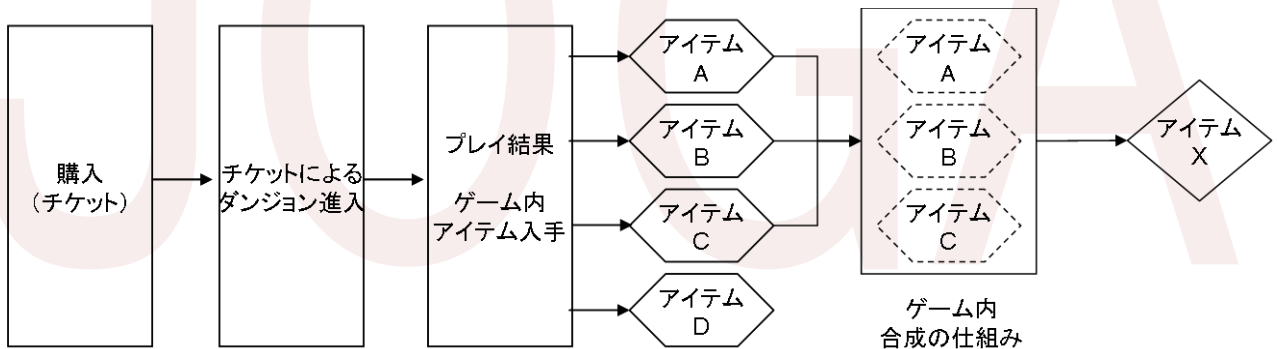 JOGA
購入
（チケット）
チケットによる
ダンジョン進入
プレイ結果
ゲーム内
アイテム入手
アイテム
A
アイテム
B
アイテム
C
アイテム
D
アイテム
A
アイテム
B
アイテム
C
ゲーム内
合成の仕組み
アイテム
X